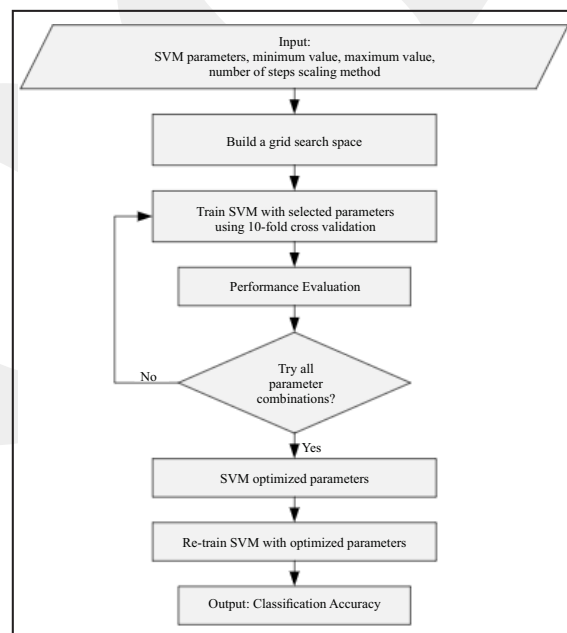 Input:
SVM parameters, minimum value, maximum value,
number of steps scaling method
Build a grid search space
Train SVM with selected parameters
using 10-fold cross validation
Performance Evaluation
Try all
parameter
combinations?
No
Yes
SVM optimized parameters
Re-train SVM with optimized parameters
Output: Classification Accuracy